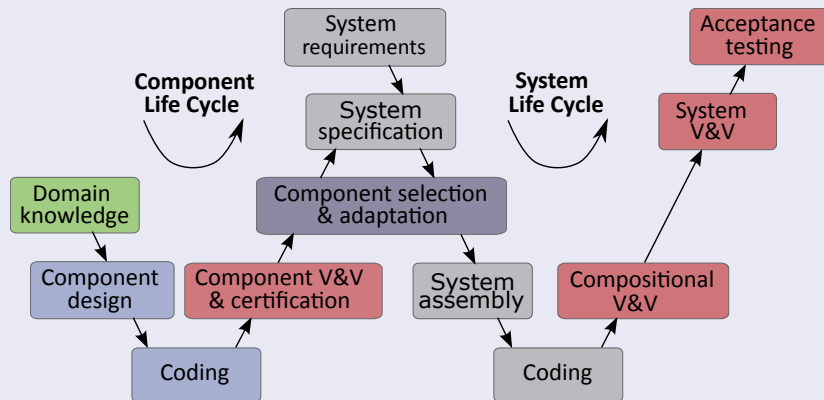 System
requirements
Acceptance
testing
Component
Life Cycle
System
Life Cycle
System
specification
System
V&V
Domain
knowledge
Component selection
& adaptation
Component
design
Component V&V
& certification
System
assembly
Compositional
V&V
Coding
Coding